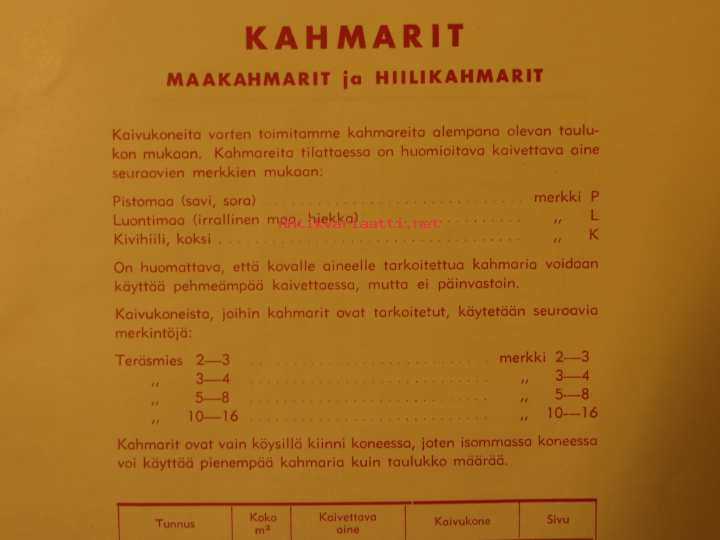 KAHMARIT
MAAKAHMARIT ja HIILIKAHMARIT
Kaivukoneita varten toimitamme kahmareita alempana olevan taulu-
kon mukaan. Kahmareita tilattaessa on huomioitava kaivettava aine
seuraavien merkkien mukaan:
Pistomaa (savi, sora) . . . . . . . . . . . . . . . . . . . . . . . . . . merkki P
Luontimaa (irrallinen maa, hiekka) . . . . . . . . . . . . . . . . ,, L
Kivihiili, koksi . . . . . . . . . . . . . . . . . . . . . . . . . . . . . . ,, K
Antikvariaatti.net
On huomattava, että kovalle aineelle tarkoitettua kahmaria voidaan
käyttää pehmeämpää kaivettaessa, mutta ei päinvastoin.
Kaivukoneista, joihin kahmarit ovat tarkoitetut, käytetään seuraavia
merkintöjä:
Teräsmies 2—3 . . . . . . . . . . . . . . . . . . . . . . . . merkki 2—3
,, 3—4 . . . . . . . . . . . . . . . . . . . . . . . . ,, 3—4
,, 5—8 . . . . . . . . . . . . . . . . . . . . . . . . ,, 5—8
,, 10—16 . . . . . . . . . . . . . . . . . . . . . . . . ,, 10—16
Kahmarit ovat vain köysillä kiinni koneessa, joten isommassa koneessa
voi käyttää pienempää kahmaria kuin taulukko määrää.
Tunnus Koko m³ Kaivettava aine Kaivukone Sivu